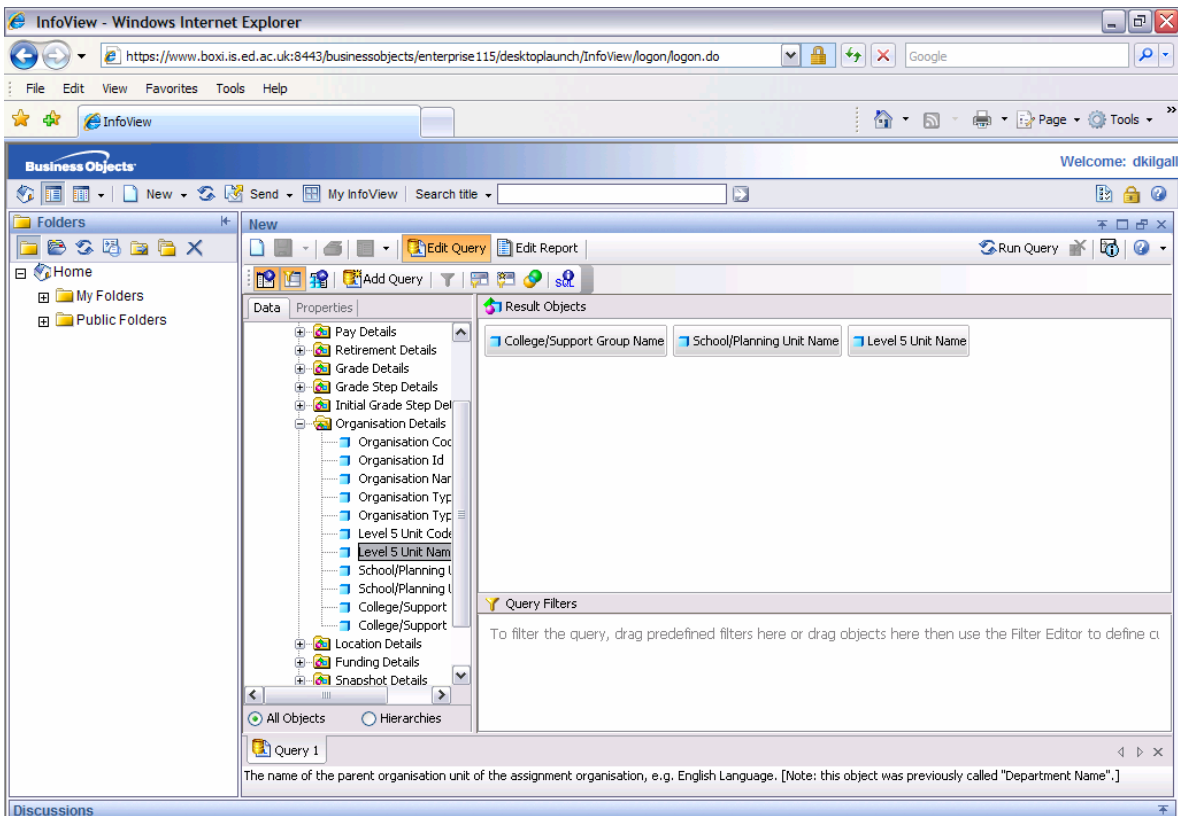 InfoView - Windows Internet Explorer
https://www.boxi.is.ed.ac.uk:8443/businessobjects/enterprise115/desktoplaunch/InfoView/logon/logon.do
Google
File Edit View Favorites Tools Help
InfoView
Page Tools »
Business Objects
Welcome: dkilgall
New Send My InfoView Search title
Folders
New
Edit Query Edit Report Run Query
Home
My Folders
Public Folders
Add Query SQL
Data Properties
Result Objects
Pay Details
Retirement Details
Grade Details
Grade Step Details
Initial Grade Step Det
Organisation Details
Organisation Coc
Organisation Id
Organisation Nar
Organisation Typ
Organisation Typ
Level 5 Unit Code
Level 5 Unit Nam
School/Planning U
School/Planning U
College/Support
College/Support
Location Details
Funding Details
Snapshot Details
All Objects Hierarchies
College/Support Group Name School/Planning Unit Name Level 5 Unit Name
Query Filters
To filter the query, drag predefined filters here or drag objects here then use the Filter Editor to define cu
Query 1
The name of the parent organisation unit of the assignment organisation, e.g. English Language. [Note: this object was previously called "Department Name".]
Discussions